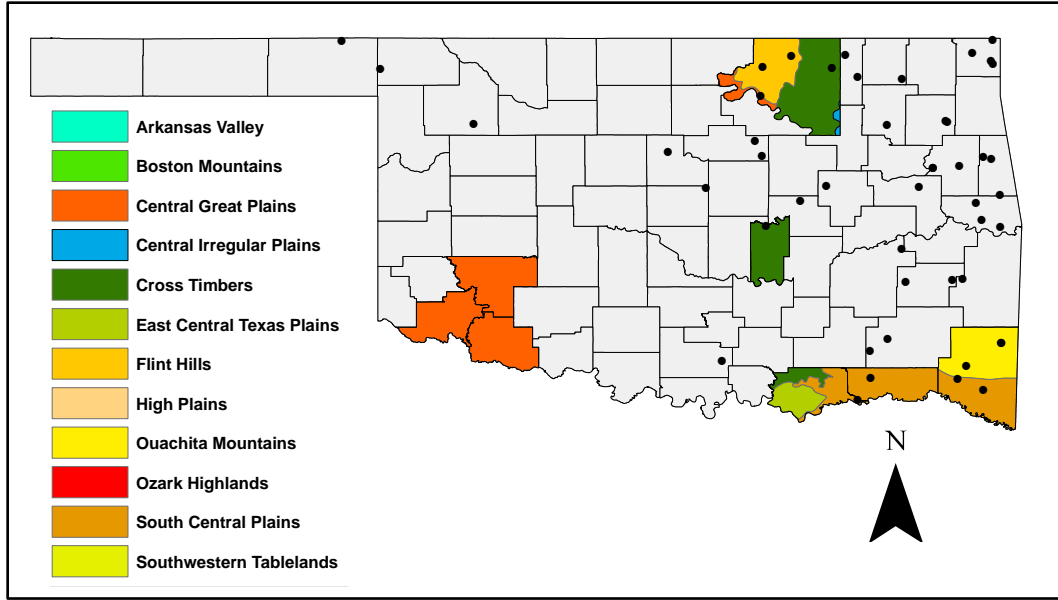 Arkansas Valley
Boston Mountains
Central Great Plains
Central Irregular Plains
Cross Timbers
East Central Texas Plains
Flint Hills
High Plains
Ouachita Mountains
Ozark Highlands
South Central Plains
Southwestern Tablelands
N